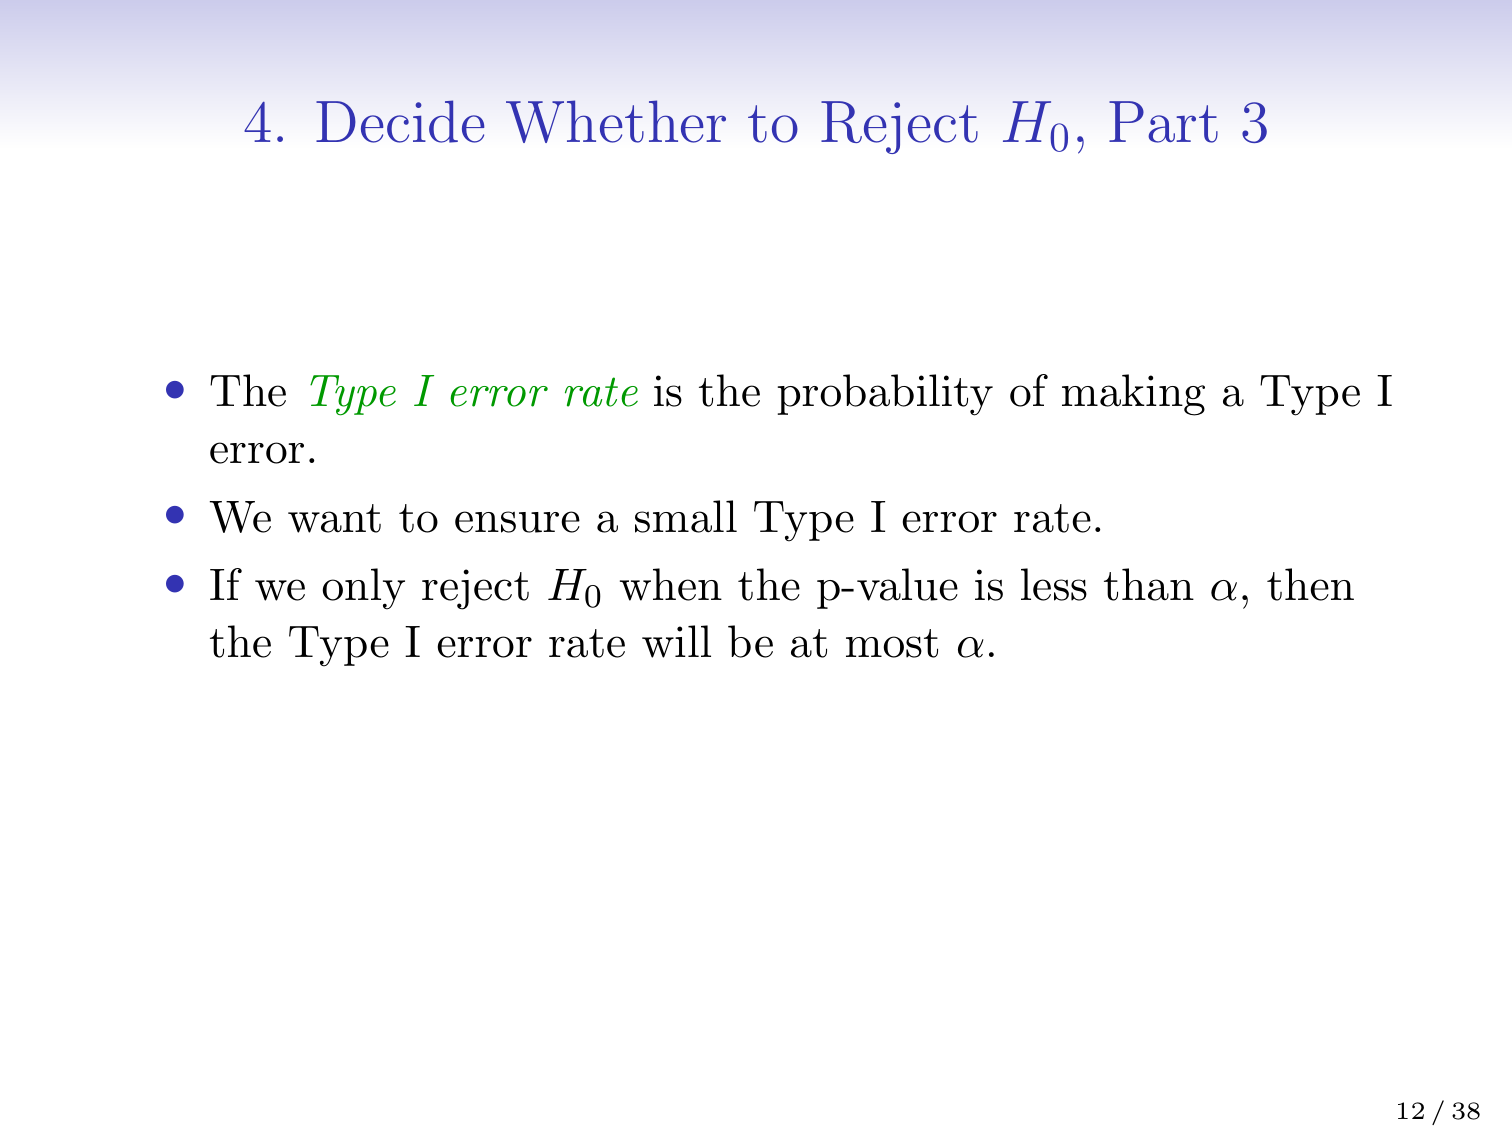 4. Decide Whether to Reject H₀, Part 3
• The Type I error rate is the probability of making a Type I
error.
• We want to ensure a small Type I error rate.
• If we only reject H₀ when the p-value is less than α, then
the Type I error rate will be at most α.
12 / 38